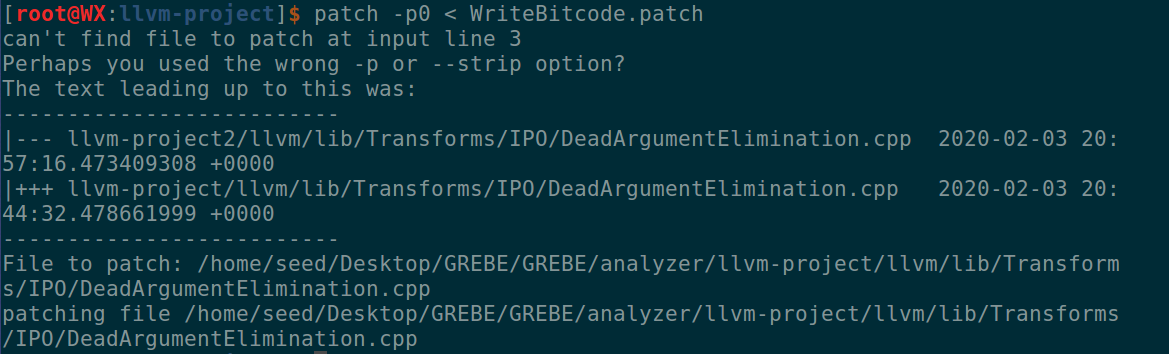 [root@WX:llvm-project]$ patch -p0 < WriteBitcode.patch
can't find file to patch at input line 3
Perhaps you used the wrong -p or --strip option?
The text leading up to this was:
--------------------------
|--- llvm-project2/llvm/lib/Transforms/IPO/DeadArgumentElimination.cpp  2020-02-03 20:
57:16.473409308 +0000
|+++ llvm-project/llvm/lib/Transforms/IPO/DeadArgumentElimination.cpp   2020-02-03 20:
44:32.478661999 +0000
--------------------------
File to patch: /home/seed/Desktop/GREBE/GREBE/analyzer/llvm-project/llvm/lib/Transform
s/IPO/DeadArgumentElimination.cpp
patching file /home/seed/Desktop/GREBE/GREBE/analyzer/llvm-project/llvm/lib/Transforms
/IPO/DeadArgumentElimination.cpp